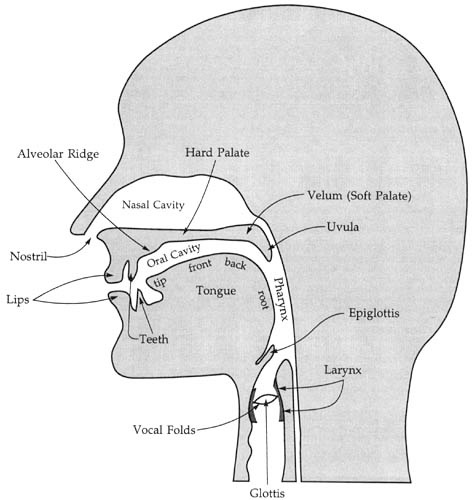 Alveolar Ridge
Hard Palate
Nasal Cavity
Velum (Soft Palate)
Uvula
Nostril
Oral Cavity
Lips
tip
front
back
root
Tongue
Pharynx
Teeth
Epiglottis
Larynx
Vocal Folds
Glottis